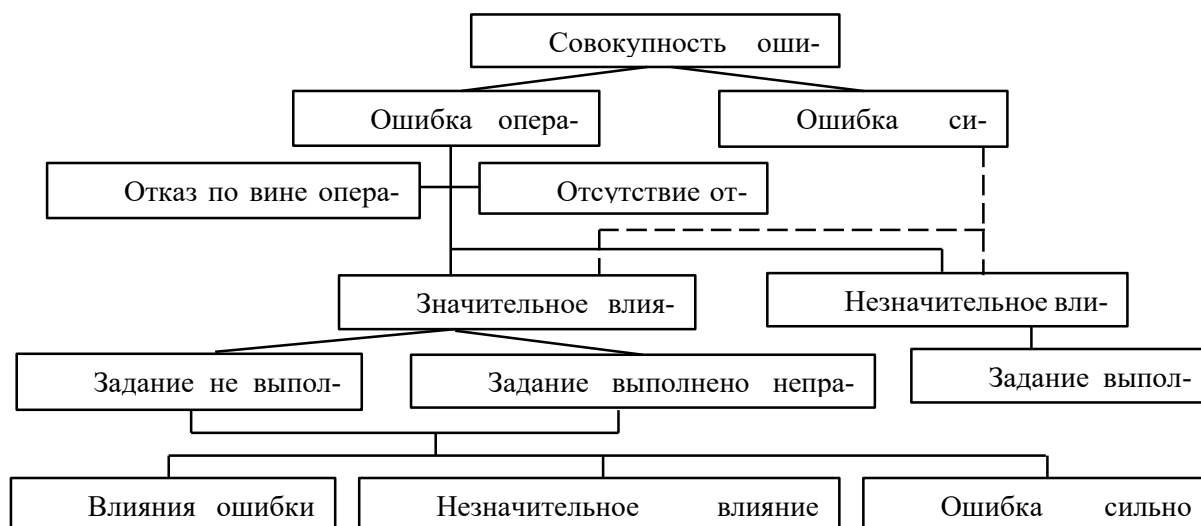 Совокупность оши-
Ошибка опера-
Ошибка си-
Отказ по вине опера-
Отсутствие от-
Значительное влия-
Незначительное вли-
Задание не выпол-
Задание выполнено непра-
Задание выпол-
Влияния ошибки
Незначительное влияние
Ошибка сильно